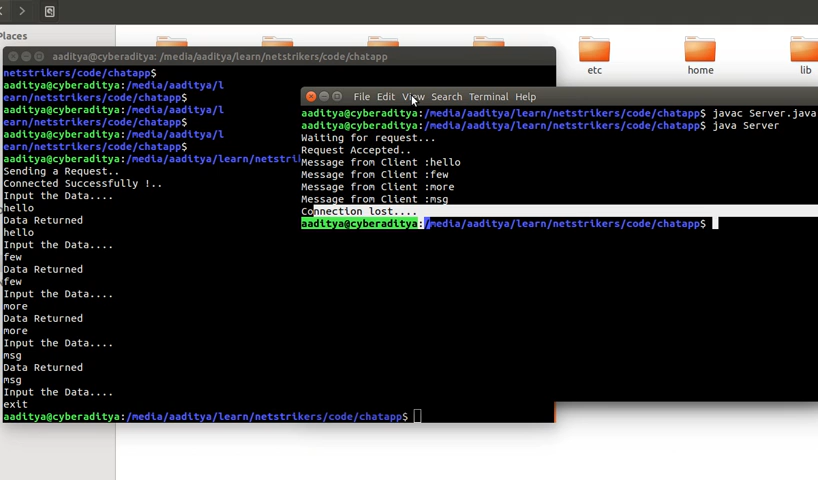 Places
etc
home
lib
aaditya@cyberaditya: /media/aaditya/learn/netstrikers/code/chatapp
netstrikers/code/chatapp$
aaditya@cyberaditya:/media/aaditya/l
earn/netstrikers/code/chatapp$
aaditya@cyberaditya:/media/aaditya/l
earn/netstrikers/code/chatapp$
aaditya@cyberaditya:/media/aaditya/l
earn/netstrikers/code/chatapp$
aaditya@cyberaditya:/media/aaditya/learn/netstri
Sending a Request..
Connected Successfully !..
Input the Data....
hello
Data Returned
hello
Input the Data....
few
Data Returned
few
Input the Data....
more
Data Returned
more
Input the Data....
msg
Data Returned
msg
Input the Data....
exit
aaditya@cyberaditya:/media/aaditya/learn/netstrikers/code/chatapp$
File Edit View Search Terminal Help
aaditya@cyberaditya:/media/aaditya/learn/netstrikers/code/chatapp$ javac Server.java
aaditya@cyberaditya:/media/aaditya/learn/netstrikers/code/chatapp$ java Server
Waiting for request...
Request Accepted..
Message from Client :hello
Message from Client :few
Message from Client :more
Message from Client :msg
Connection lost....
aaditya@cyberaditya:/media/aaditya/learn/netstrikers/code/chatapp$